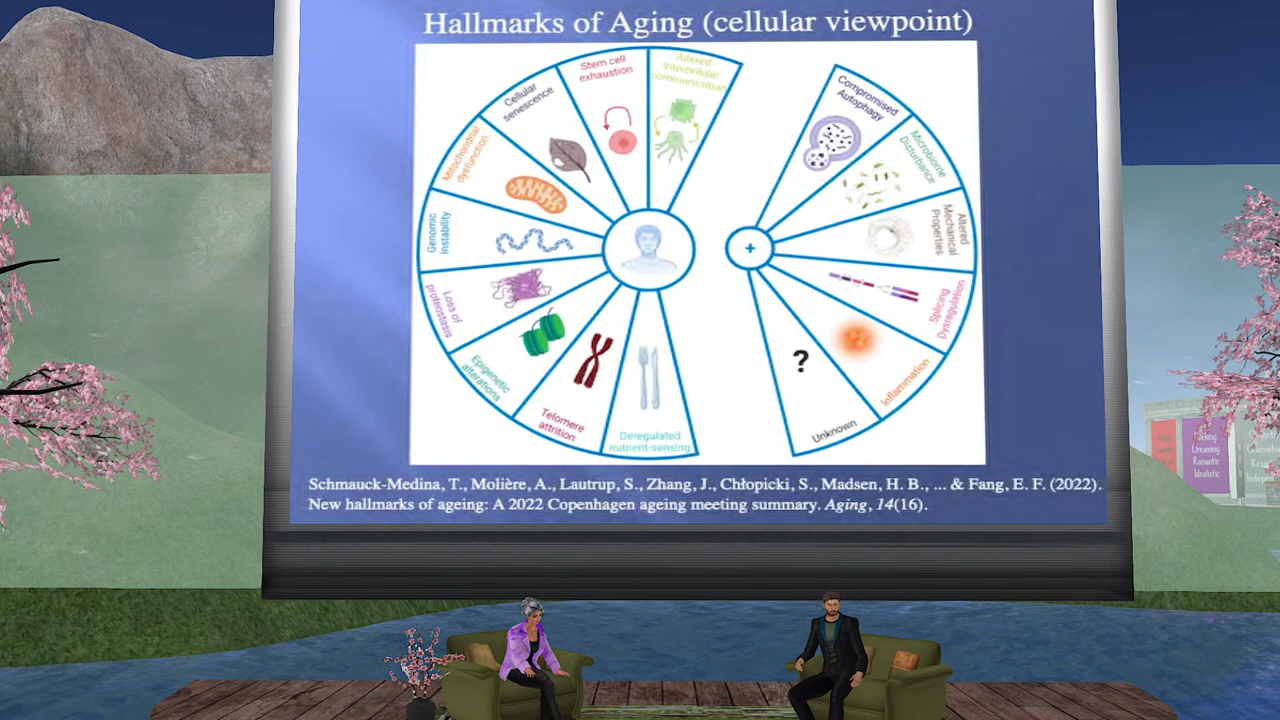 Hallmarks of Aging (cellular viewpoint)
Altered
intercellular
communication
Stem cell
exhaustion
Cellular
senescence
Mitochondrial
dysfunction
Genomic
Instability
Loss of
proteostasis
Epigenetic
alterations
Telomere
attrition
Deregulated
nutrient-sensing
+
Compromised
Autophagy
Microbiome
Disturbance
Altered
Mechanical
Properties
Splicing
Dysregulation
Inflammation
?
Unknown
Schmauck-Medina, T., Molière, A., Lautrup, S., Zhang, J., Chłopicki, S., Madsen, H. B., ... & Fang, E. F. (2022).
New hallmarks of ageing: A 2022 Copenhagen ageing meeting summary. Aging, 14(16).
Dreaming
Romantic
Idealistic